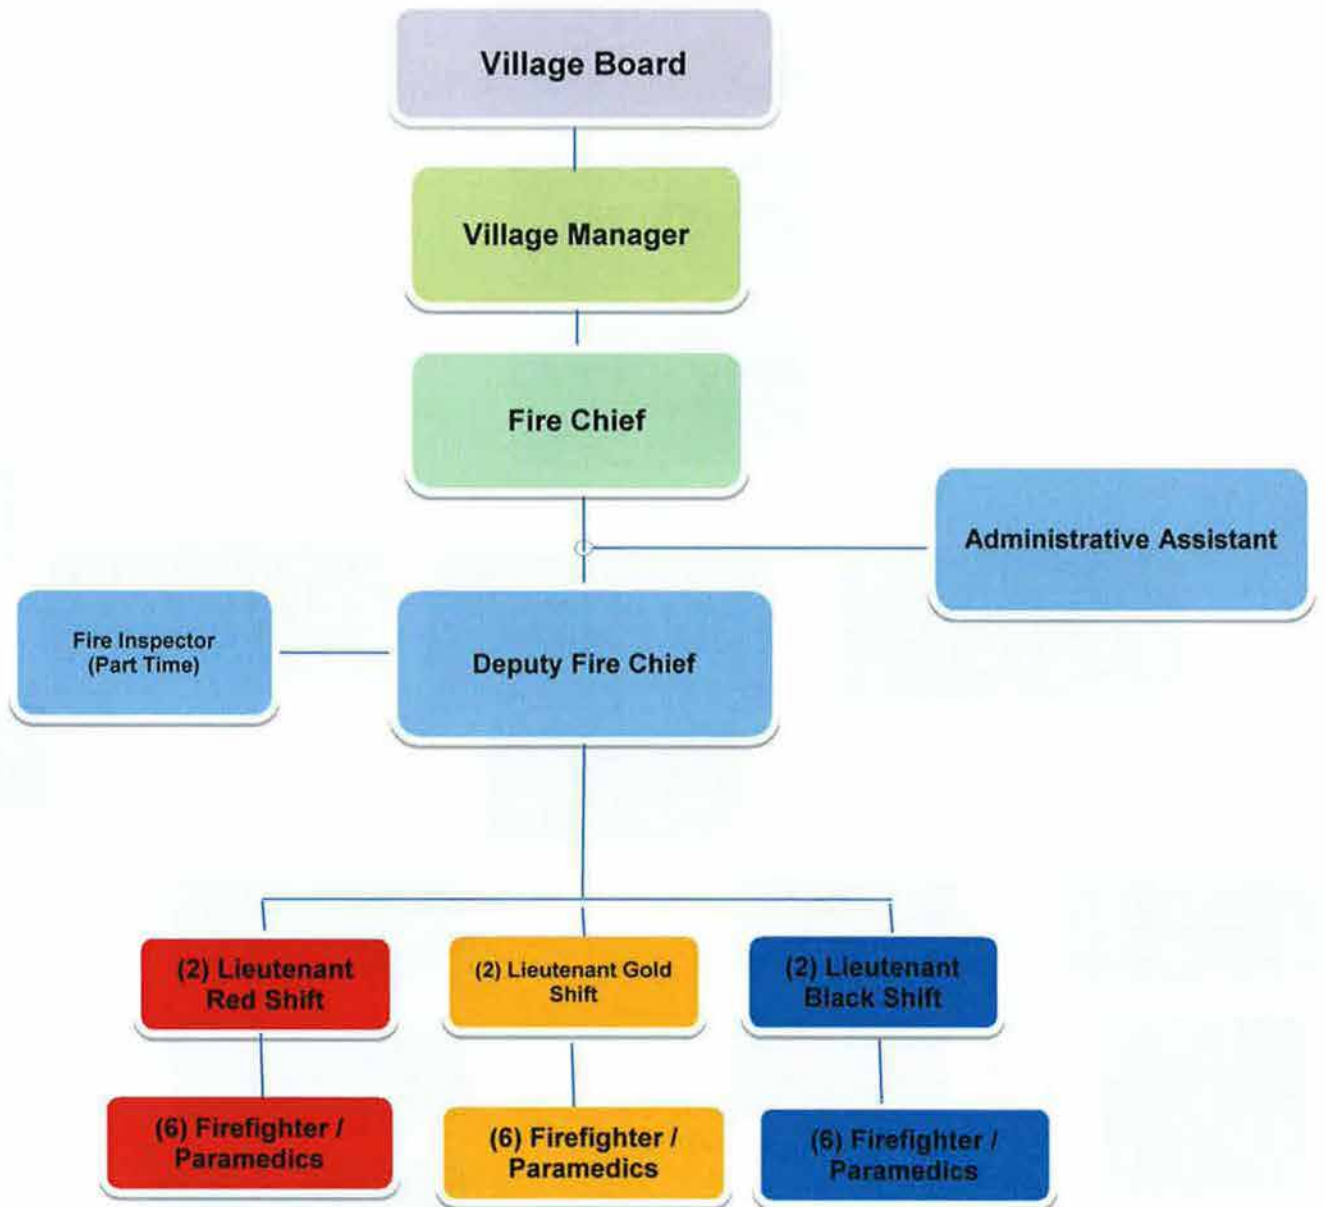 Village Board
Village Manager
Fire Chief
Administrative Assistant
Fire Inspector
(Part Time)
Deputy Fire Chief
(2) Lieutenant
Red Shift
(2) Lieutenant Gold
Shift
(2) Lieutenant
Black Shift
(6) Firefighter /
Paramedics
(6) Firefighter /
Paramedics
(6) Firefighter /
Paramedics